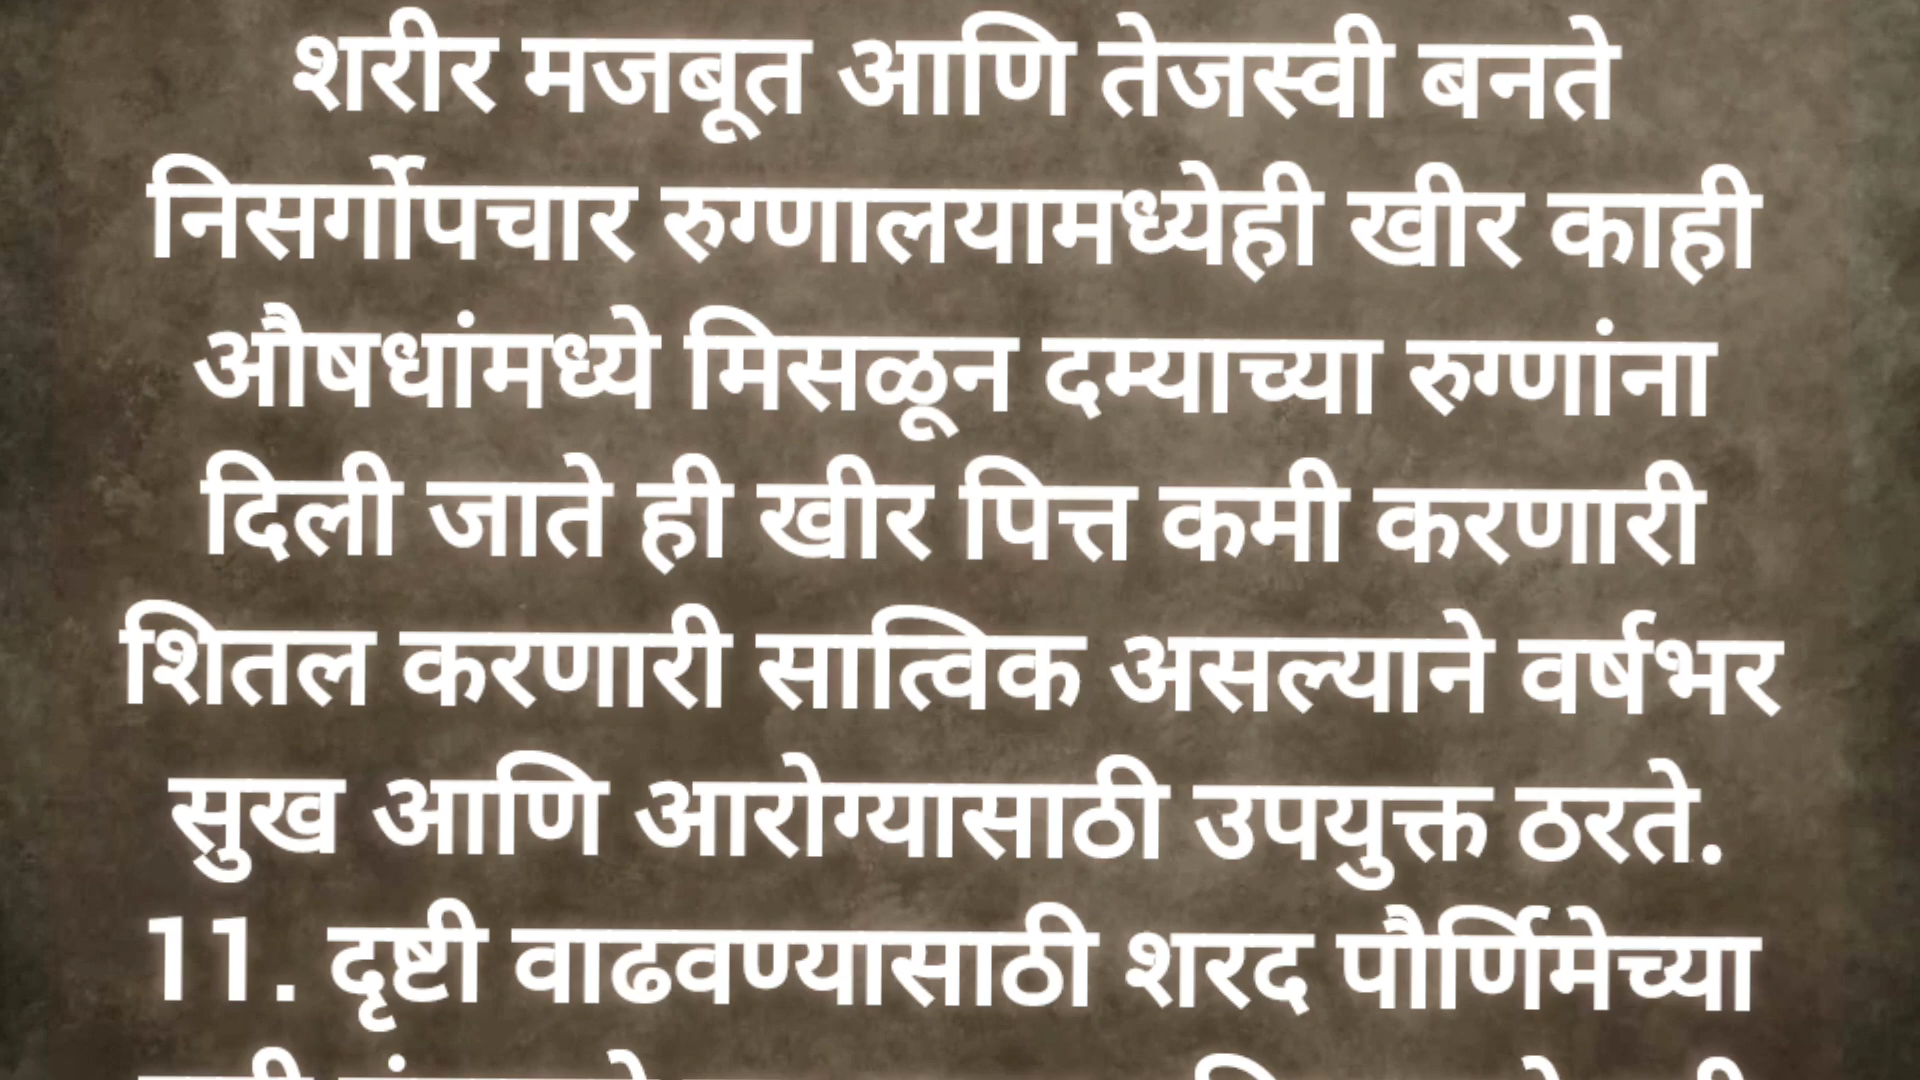 शरीर मजबूत आणि तेजस्वी बनते
निसर्गोपचार रुग्णालयामध्येही खीर काही
औषधांमध्ये मिसळून दम्याच्या रुग्णांना
दिली जाते ही खीर पित्त कमी करणारी
शितल करणारी सात्विक असल्याने वर्षभर
सुख आणि आरोग्यासाठी उपयुक्त ठरते.
11. दृष्टी वाढवण्यासाठी शरद पौर्णिमेच्या